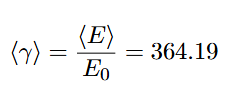 ⟨γ⟩ = ⟨E⟩/E₀ = 364.19